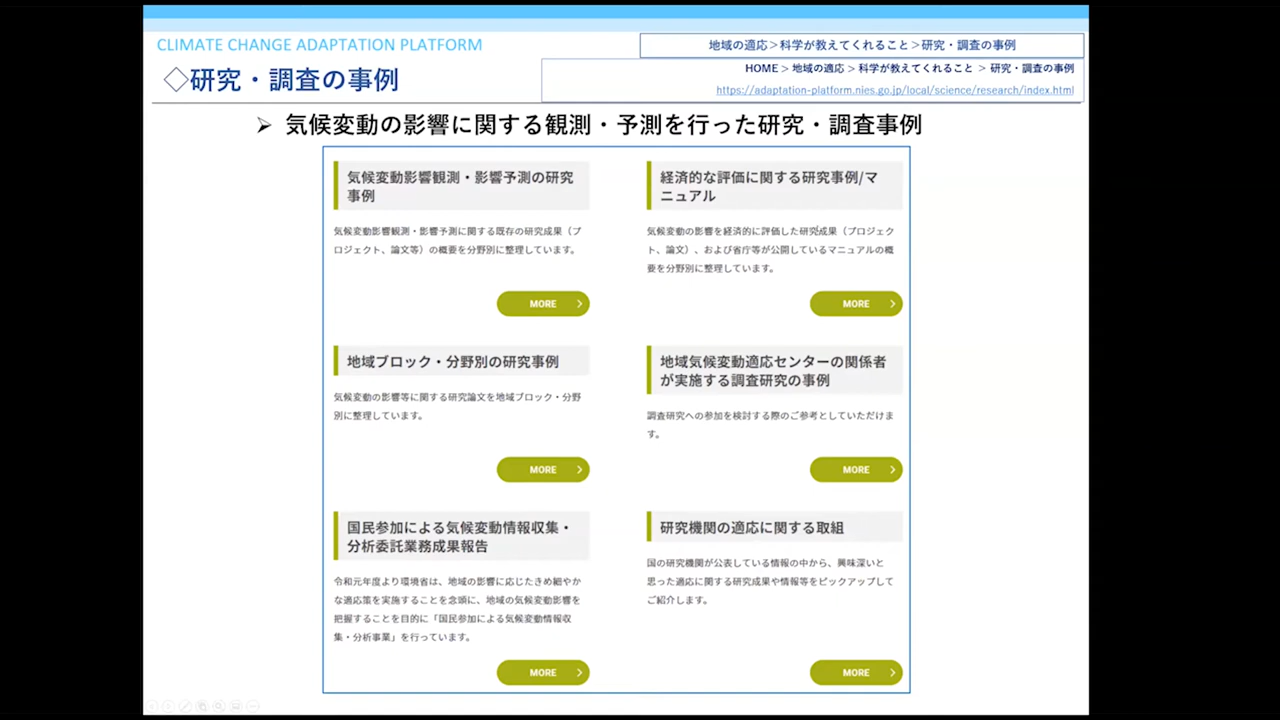 CLIMATE CHANGE ADAPTATION PLATFORM
地域の適応＞科学が教えてくれること＞研究・調査の事例
◇研究・調査の事例
HOME > 地域の適応 > 科学が教えてくれること > 研究・調査の事例
https://adaptation-platform.nies.go.jp/local/science/research/index.html
➢ 気候変動の影響に関する観測・予測を行った研究・調査事例
気候変動影響観測・影響予測の研究
事例
気候変動影響観測・影響予測に関する既存の研究成果（プ
ロジェクト、論文等）の概要を分野別に整理しています。
MORE
経済的な評価に関する研究事例/マ
ニュアル
気候変動の影響を経済的に評価した研究成果（プロジェク
ト、論文）、および省庁等が公開しているマニュアルの概
要を分野別に整理しています。
MORE
地域ブロック・分野別の研究事例
気候変動の影響等に関する研究論文を地域ブロック・分野
別に整理しています。
MORE
地域気候変動適応センターの関係者
が実施する調査研究の事例
調査研究への参加を検討する際のご参考としていただけま
す。
MORE
国民参加による気候変動情報収集・
分析委託業務成果報告
令和元年度より環境省は、地域の影響に応じたきめ細やか
な適応策を実施することを念頭に、地域の気候変動影響を
把握することを目的に「国民参加による気候変動情報収
集・分析事業」を行っています。
MORE
研究機関の適応に関する取組
国の研究機関が公表している情報の中から、興味深いと
思った適応に関する研究成果や情報等をピックアップして
ご紹介します。
MORE